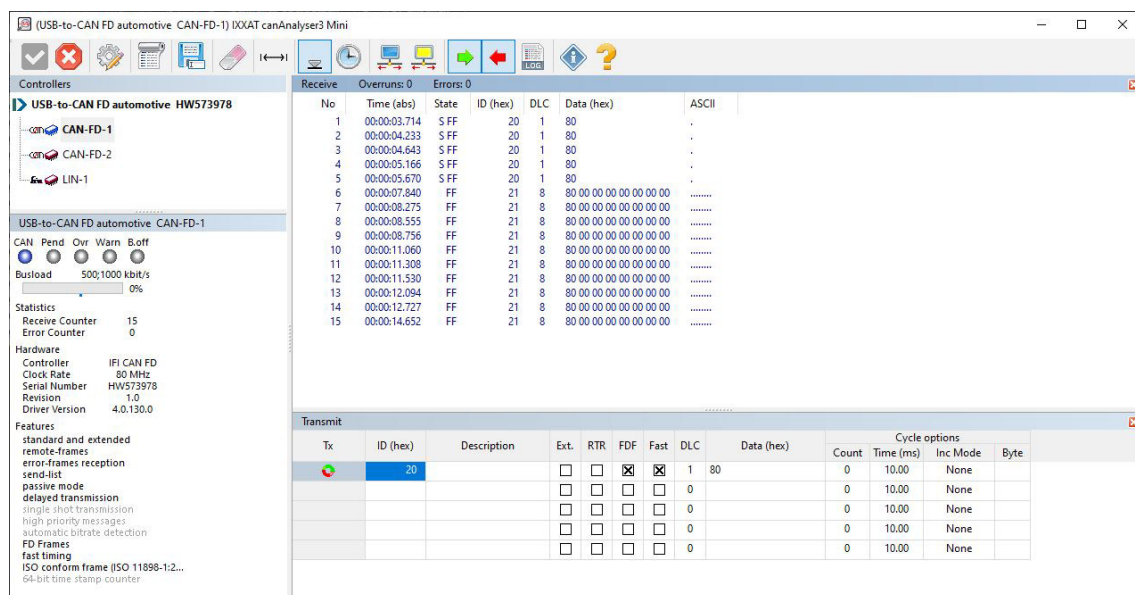 (USB-to-CAN FD automotive CAN-FD-1) IXXAT canAnalyser3 Mini
LOG
Controllers
USB-to-CAN FD automotive HW573978
can CAN-FD-1
can CAN-FD-2
LIN-1
USB-to-CAN FD automotive CAN-FD-1
CAN Pend Ovr Warn B.off
Busload 500;1000 kbit/s
0%
Statistics
Receive Counter 15
Error Counter 0
Hardware
Controller IFI CAN FD
Clock Rate 80 MHz
Serial Number HW573978
Revision 1.0
Driver Version 4.0.130.0
Features
standard and extended
remote-frames
error-frames reception
send-list
passive mode
delayed transmission
single shot transmission
high priority messages
automatic bitrate detection
FD Frames
fast timing
ISO conform frame (ISO 11898-1:2...
64-bit time stamp counter
Receive Overruns: 0 Errors: 0
No Time (abs) State ID (hex) DLC Data (hex) ASCII
1 00:00:03.714 S FF 20 1 80 .
2 00:00:04.233 S FF 20 1 80 .
3 00:00:04.643 S FF 20 1 80 .
4 00:00:05.166 S FF 20 1 80 .
5 00:00:05.670 S FF 20 1 80 .
6 00:00:07.840 FF 21 8 80 00 00 00 00 00 00 00 ........
7 00:00:08.275 FF 21 8 80 00 00 00 00 00 00 00 ........
8 00:00:08.555 FF 21 8 80 00 00 00 00 00 00 00 ........
9 00:00:08.756 FF 21 8 80 00 00 00 00 00 00 00 ........
10 00:00:11.060 FF 21 8 80 00 00 00 00 00 00 00 ........
11 00:00:11.308 FF 21 8 80 00 00 00 00 00 00 00 ........
12 00:00:11.530 FF 21 8 80 00 00 00 00 00 00 00 ........
13 00:00:12.094 FF 21 8 80 00 00 00 00 00 00 00 ........
14 00:00:12.727 FF 21 8 80 00 00 00 00 00 00 00 ........
15 00:00:14.652 FF 21 8 80 00 00 00 00 00 00 00 ........
Transmit
Tx ID (hex) Description Ext. RTR FDF Fast DLC Data (hex) Cycle options
Count Time (ms) Inc Mode Byte
20 1 80 0 10.00 None
0 0 10.00 None
0 0 10.00 None
0 0 10.00 None
0 0 10.00 None